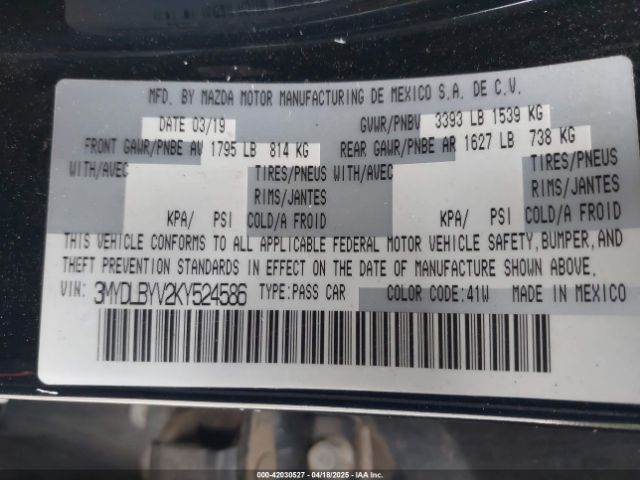 MFD. BY MAZDA MOTOR MANUFACTURING DE MEXICO S.A. DE C.V.
DATE 03/19 GVWR/PNBV 3393 LB 1539 KG
FRONT GAWR/PNBE AV 1795 LB 814 KG REAR GAWR/PNBE AR 1627 LB 738 KG
WITH/AVEC TIRES/PNEUS WITH/AVEC TIRES/PNEUS
RIMS/JANTES RIMS/JANTES
KPA/ PSI COLD/A FROID KPA/ PSI COLD/A FROID
THIS VEHICLE CONFORMS TO ALL APPLICABLE FEDERAL MOTOR VEHICLE SAFETY, BUMPER, AND
THEFT PREVENTION STANDARDS IN EFFECT ON THE DATE OF MANUFACTURE SHOWN ABOVE.
VIN: 3MYDLBYV2KY524586 TYPE:PASS CAR COLOR CODE:41W MADE IN MEXICO
000-42030527 - 04/18/2025 - IAAI.COM